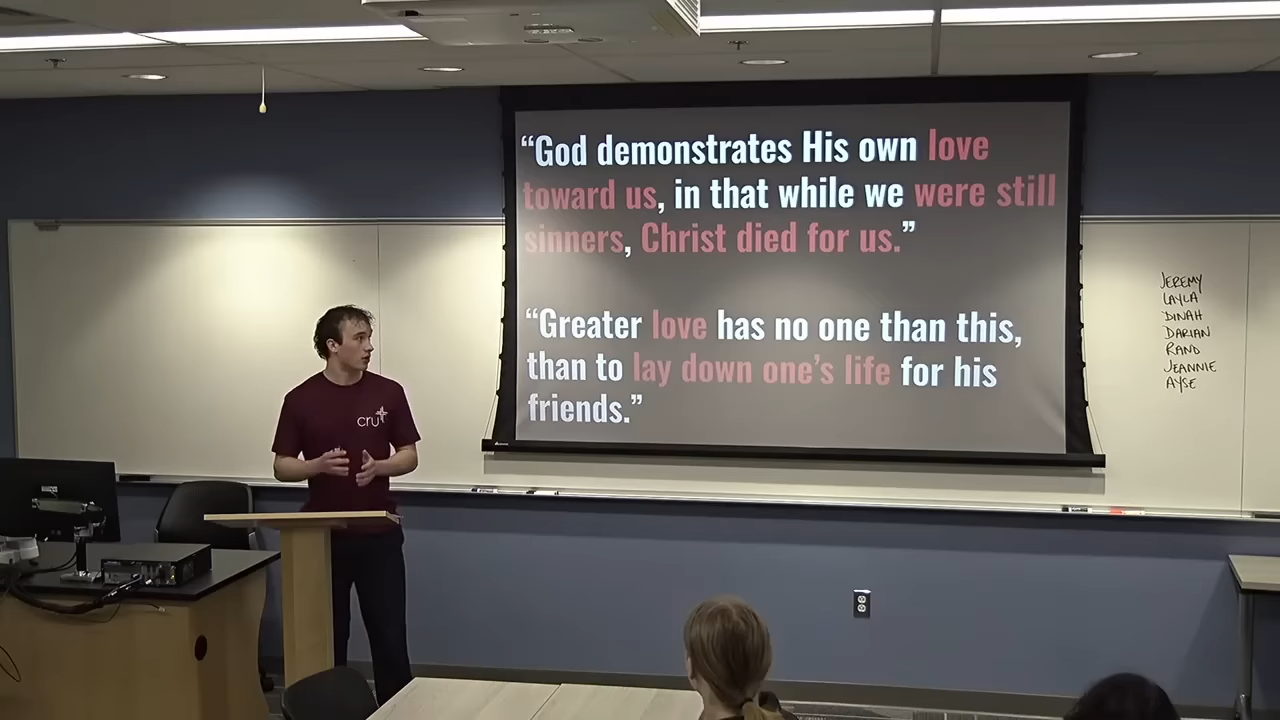 “God demonstrates His own love
toward us, in that while we were still
sinners, Christ died for us.”
“Greater love has no one than this,
than to lay down one’s life for his
friends.”
cru
JEREMY
LAYLA
DINAH
DARIAN
RAND
JEANNIE
AYSE